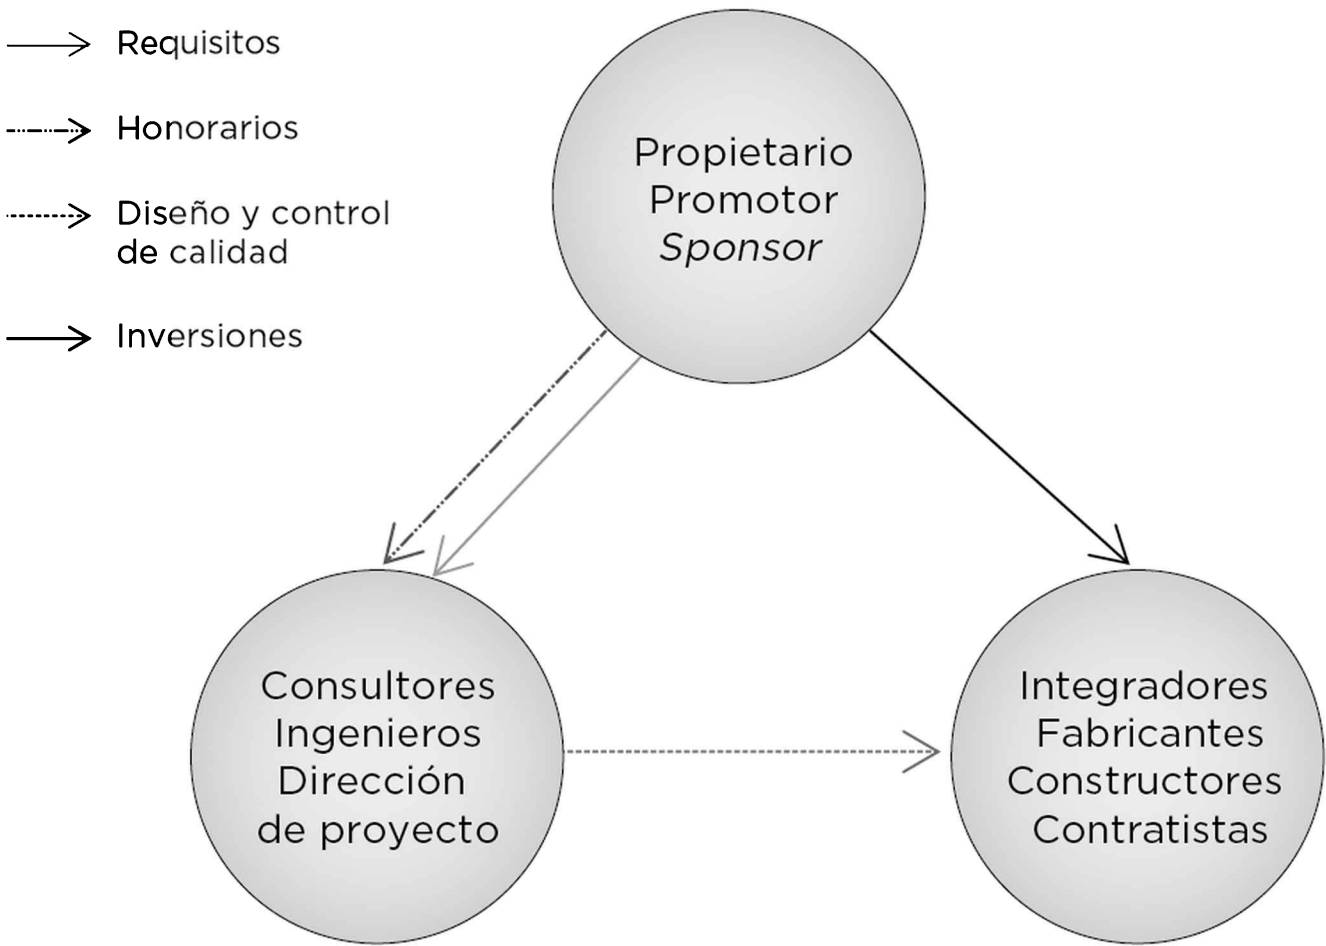 Requisitos
Honorarios
Diseño y control
de calidad
Inversiones
Propietario
Promotor
Sponsor
Consultores
Ingenieros
Dirección
de proyecto
Integradores
Fabricantes
Constructores
Contratistas